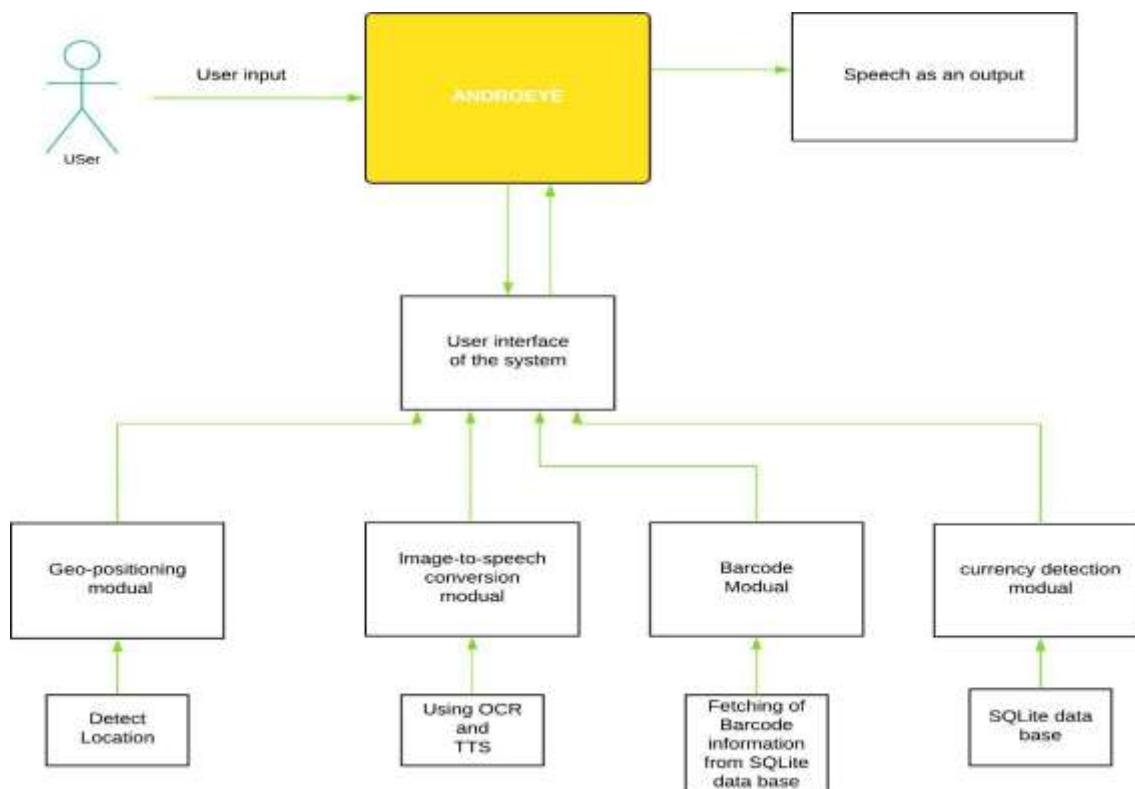 User input
ANDROEYE
Speech as an output
USer
User interface
of the system
Geo-positioning
modual
Image-to-speech
conversion
modual
Barcode
Modual
currency detection
modual
Detect
Location
Using OCR
and
TTS
Fetching of
Barcode
information
from SQLite
data base
SQLite data
base